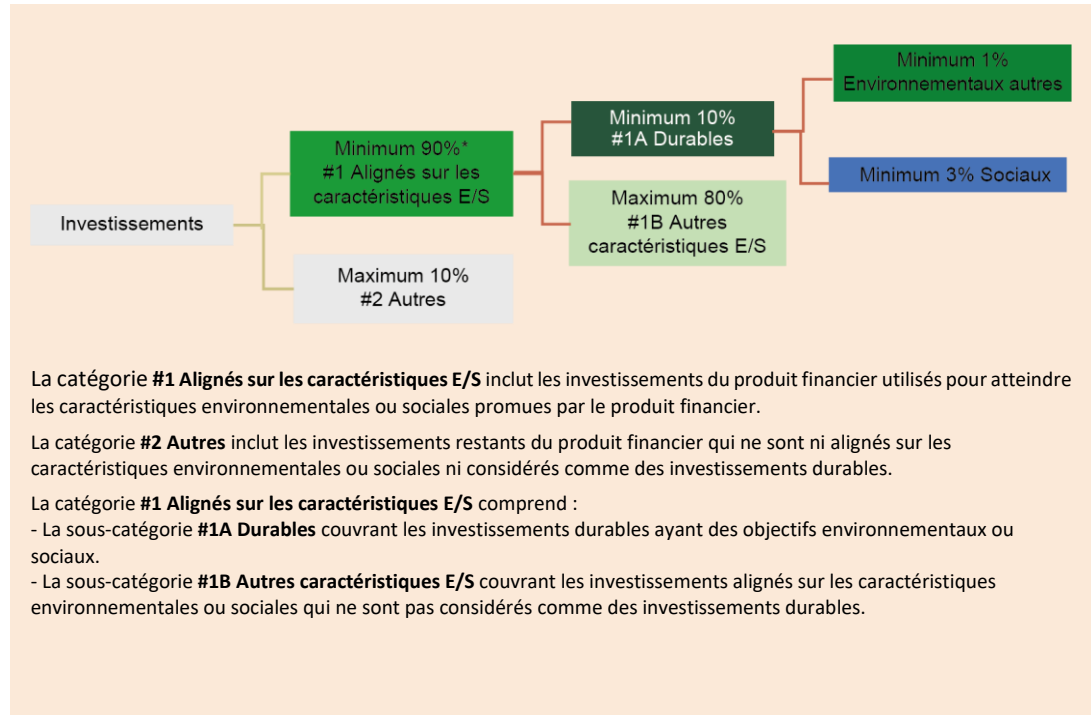 Minimum 1%
Environnementaux autres
Minimum 10%
#1A Durables
Minimum 90%*
#1 Alignés sur les
caractéristiques E/S
Minimum 3% Sociaux
Maximum 80%
#1B Autres
caractéristiques E/S
Investissements
Maximum 10%
#2 Autres
La catégorie #1 Alignés sur les caractéristiques E/S inclut les investissements du produit financier utilisés pour atteindre
les caractéristiques environnementales ou sociales promues par le produit financier.
La catégorie #2 Autres inclut les investissements restants du produit financier qui ne sont ni alignés sur les
caractéristiques environnementales ou sociales ni considérés comme des investissements durables.
La catégorie #1 Alignés sur les caractéristiques E/S comprend :
- La sous-catégorie #1A Durables couvrant les investissements durables ayant des objectifs environnementaux ou
sociaux.
- La sous-catégorie #1B Autres caractéristiques E/S couvrant les investissements alignés sur les caractéristiques
environnementales ou sociales qui ne sont pas considérés comme des investissements durables.